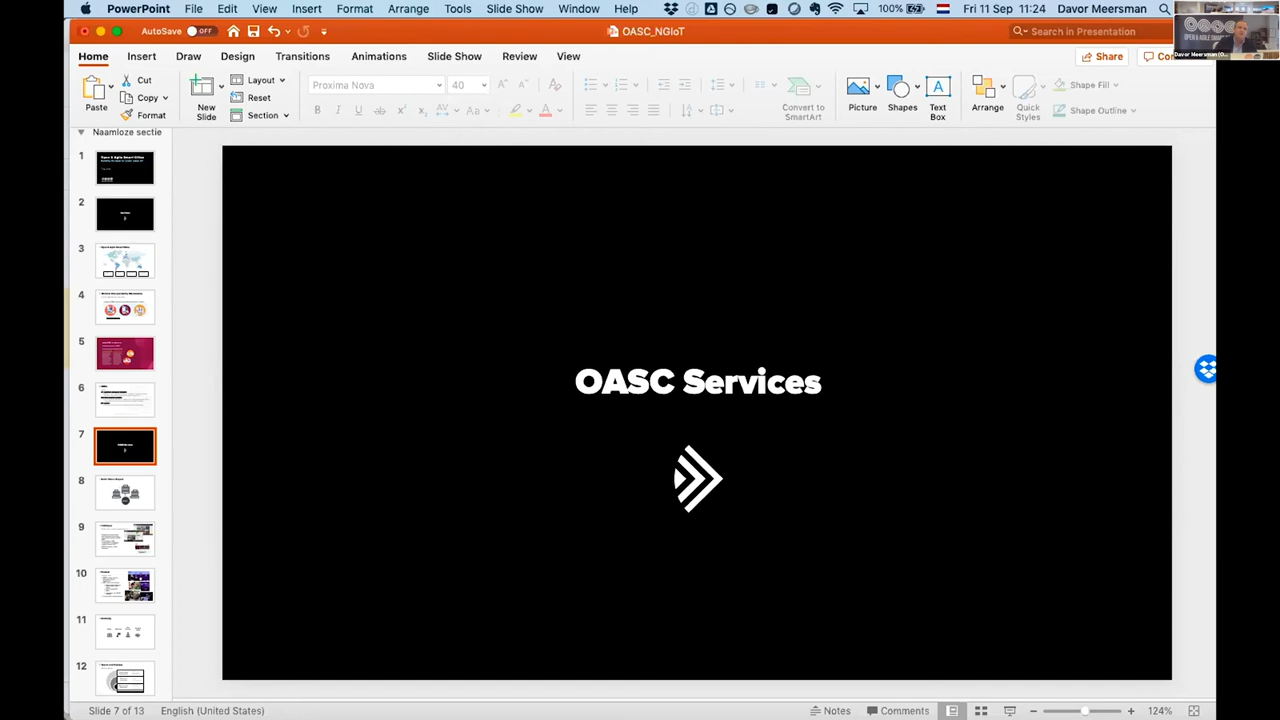 PowerPoint File Edit View Insert Format Arrange Tools Slide Show Window Help 100% Fri 11 Sep 11:24 Davor Meersman
AutoSave OFF OASC_NGIoT Search in Presentation
Davor Meersman
Home Insert Draw Design Transitions Animations Slide Show Review View Share
Paste Cut Copy Format
New Slide Layout Reset Section
Proxima Nova 40
Convert to SmartArt
Picture Shapes Text Box Arrange Quick Styles
Shape Fill
Shape Outline
Naamloze sectie
1
2
3
4
5
6
7
8
9
10
11
12
OASC Services
Slide 7 of 13 English (United States) Notes Comments 124%